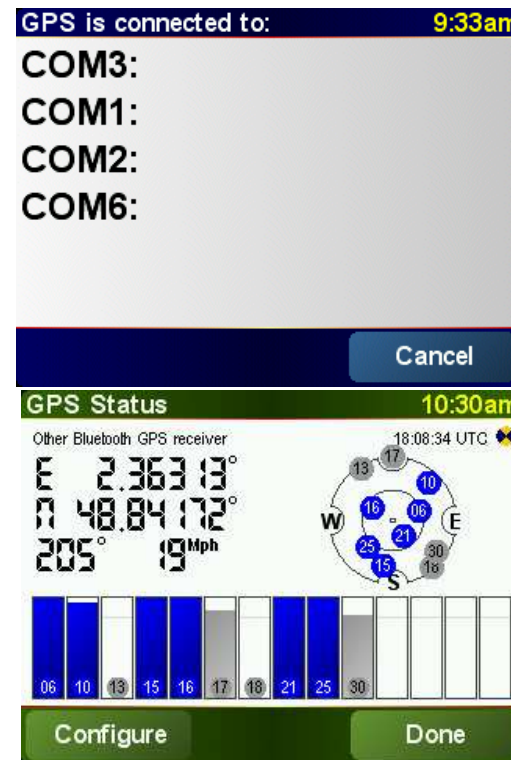 GPS is connected to: 9:33am
COM3:
COM1:
COM2:
COM6:
Cancel
GPS Status 10:30am
Other Bluetooth GPS receiver 18:08:34 UTC
E 2.36313°
N 48.84172°
205° 19Mph
17
13
10
16 06
W E
21
25 30
15 18
S
06 10 13 15 16 17 18 21 25 30
Configure Done